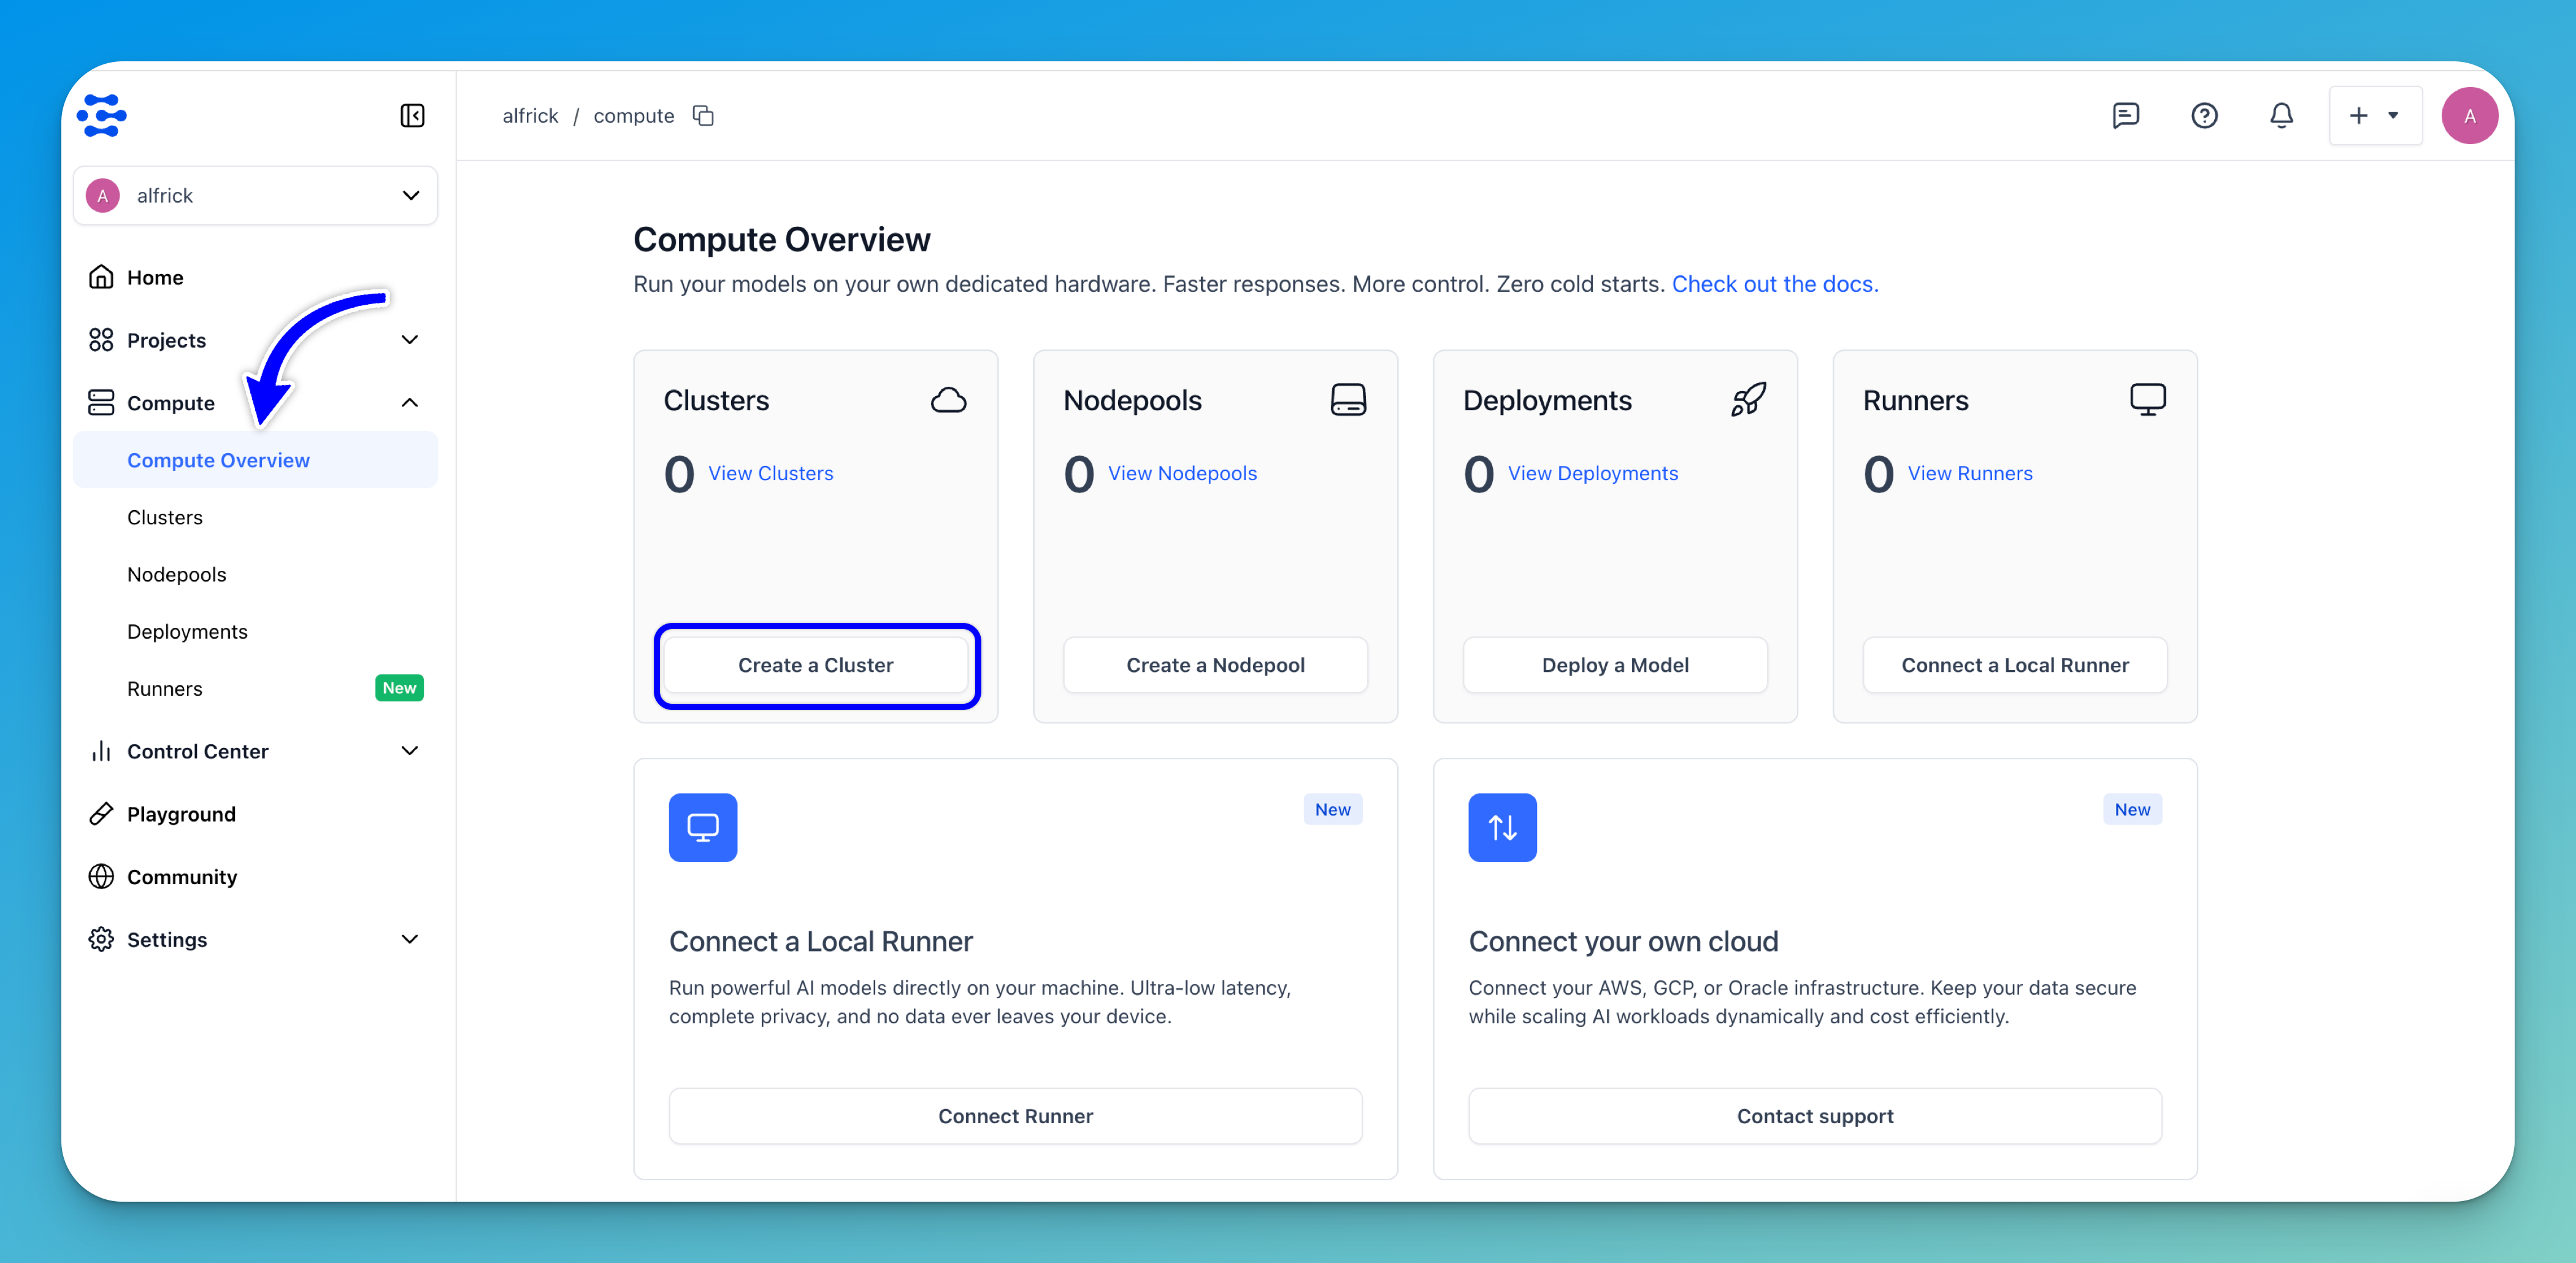 alfrick / compute
A
A alfrick
Home
Projects
Compute
Compute Overview
Clusters
Nodepools
Deployments
Runners New
Control Center
Playground
Community
Settings
Compute Overview
Run your models on your own dedicated hardware. Faster responses. More control. Zero cold starts. Check out the docs.
Clusters
0 View Clusters
Create a Cluster
Nodepools
0 View Nodepools
Create a Nodepool
Deployments
0 View Deployments
Deploy a Model
Runners
0 View Runners
Connect a Local Runner
New
Connect a Local Runner
Run powerful AI models directly on your machine. Ultra-low latency,
complete privacy, and no data ever leaves your device.
Connect Runner
New
Connect your own cloud
Connect your AWS, GCP, or Oracle infrastructure. Keep your data secure
while scaling AI workloads dynamically and cost efficiently.
Contact support